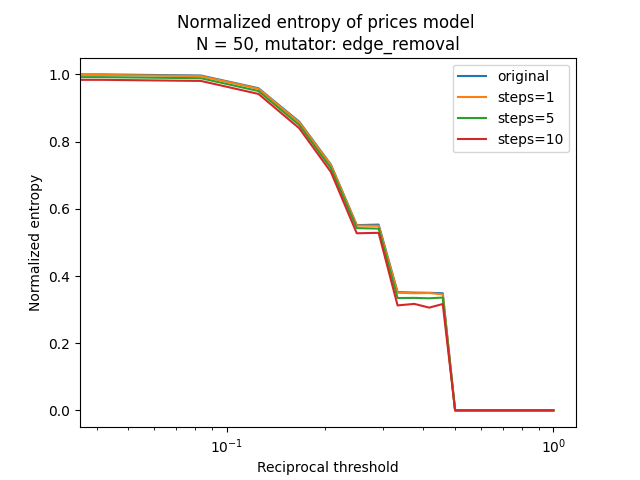 Normalized entropy of prices model
N = 50, mutator: edge_removal
original
steps=1
steps=5
steps=10
Normalized entropy
1.0
0.8
0.6
0.4
0.2
0.0
10⁻¹
10⁰
Reciprocal threshold